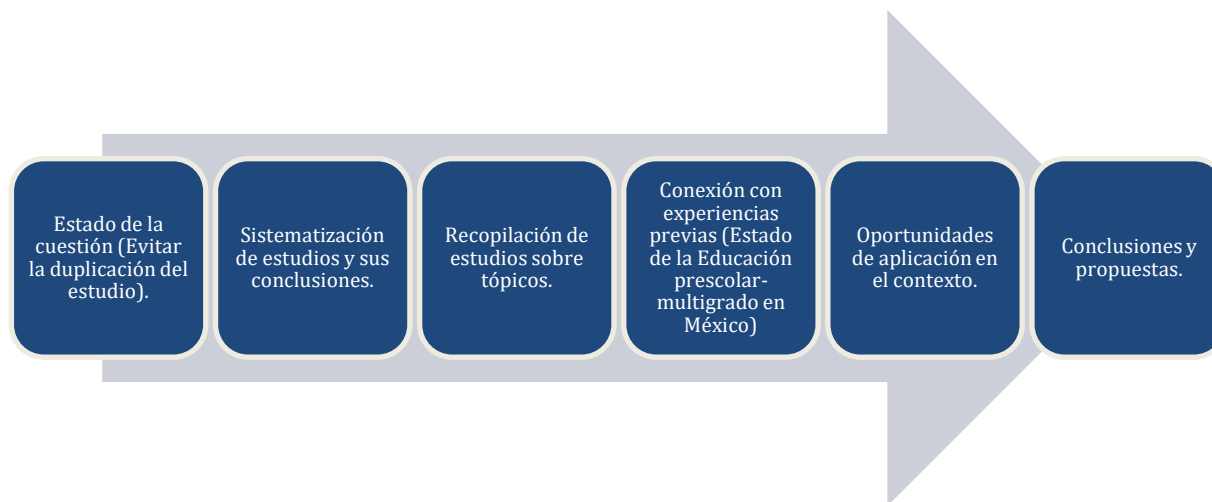 Estado de la
cuestión (Evitar
la duplicación del
estudio).
Sistematización
de estudios y sus
conclusiones.
Recopilación de
estudios sobre
tópicos.
Conexión con
experiencias
previas (Estado
de la Educación
prescolar-
multigrado en
México)
Oportunidades
de aplicación en
el contexto.
Conclusiones y
propuestas.